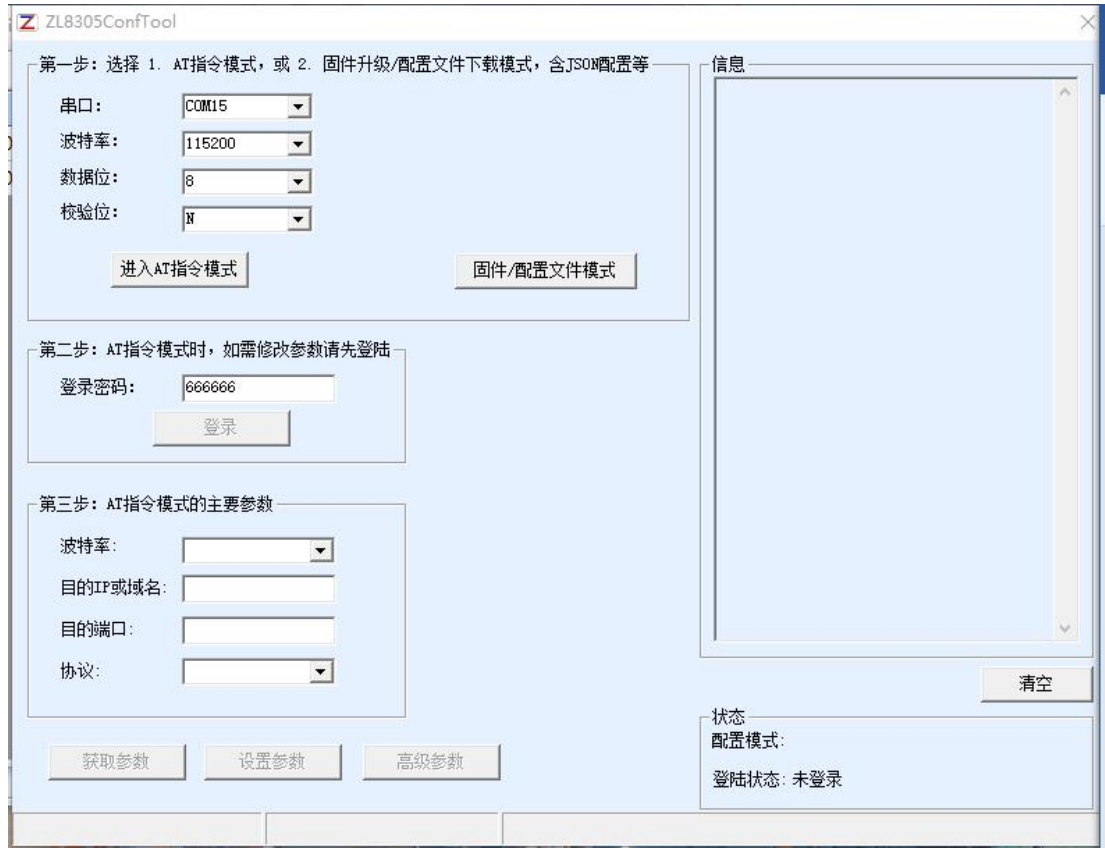 ZL8305ConfTool
第一步：选择 1. AT指令模式，或 2. 固件升级/配置文件下载模式，含JSON配置等
串口： COM15
波特率： 115200
数据位： 8
校验位： N
进入AT指令模式 固件/配置文件模式
第二步：AT指令模式时，如需修改参数请先登陆
登录密码： 666666
登录
第三步：AT指令模式的主要参数
波特率:
目的IP或域名:
目的端口:
协议:
获取参数 设置参数 高级参数
信息
清空
状态
配置模式:
登陆状态: 未登录